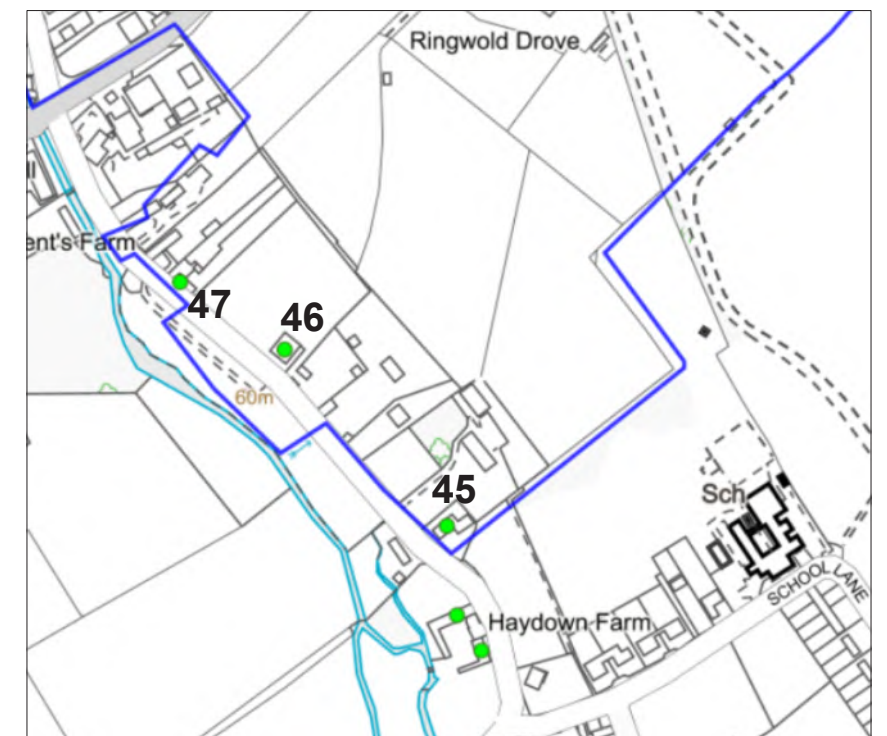 Ringwold Drove
ent's Farm
47
46
60m
45
Sch
SCHOOL LANE
Haydown Farm